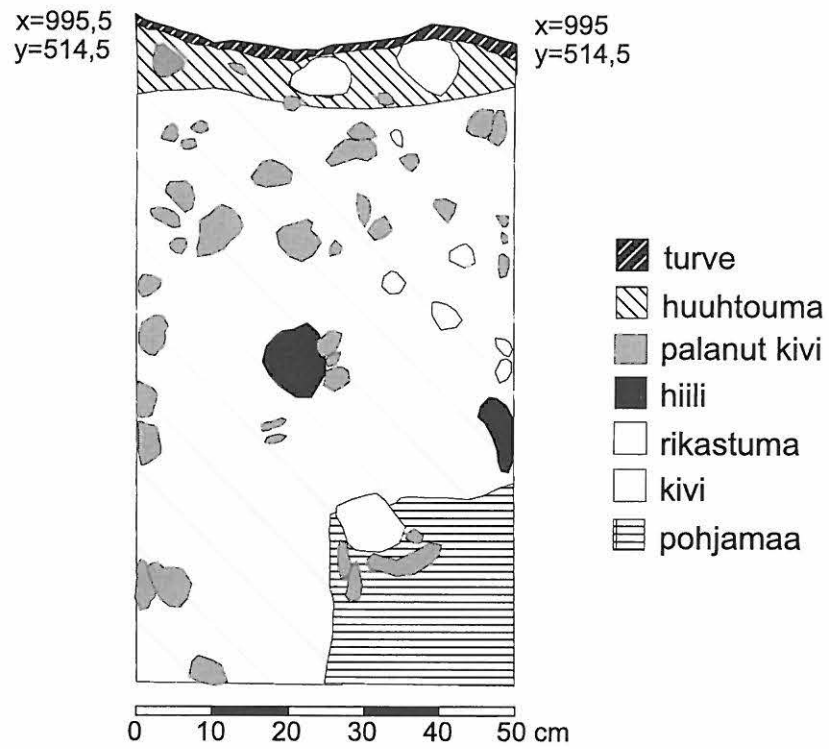 x=995,5
y=514,5
x=995
y=514,5
turve
huuhtouma
palanut kivi
hiili
rikastuma
kivi
pohjamaa
0 10 20 30 40 50 cm